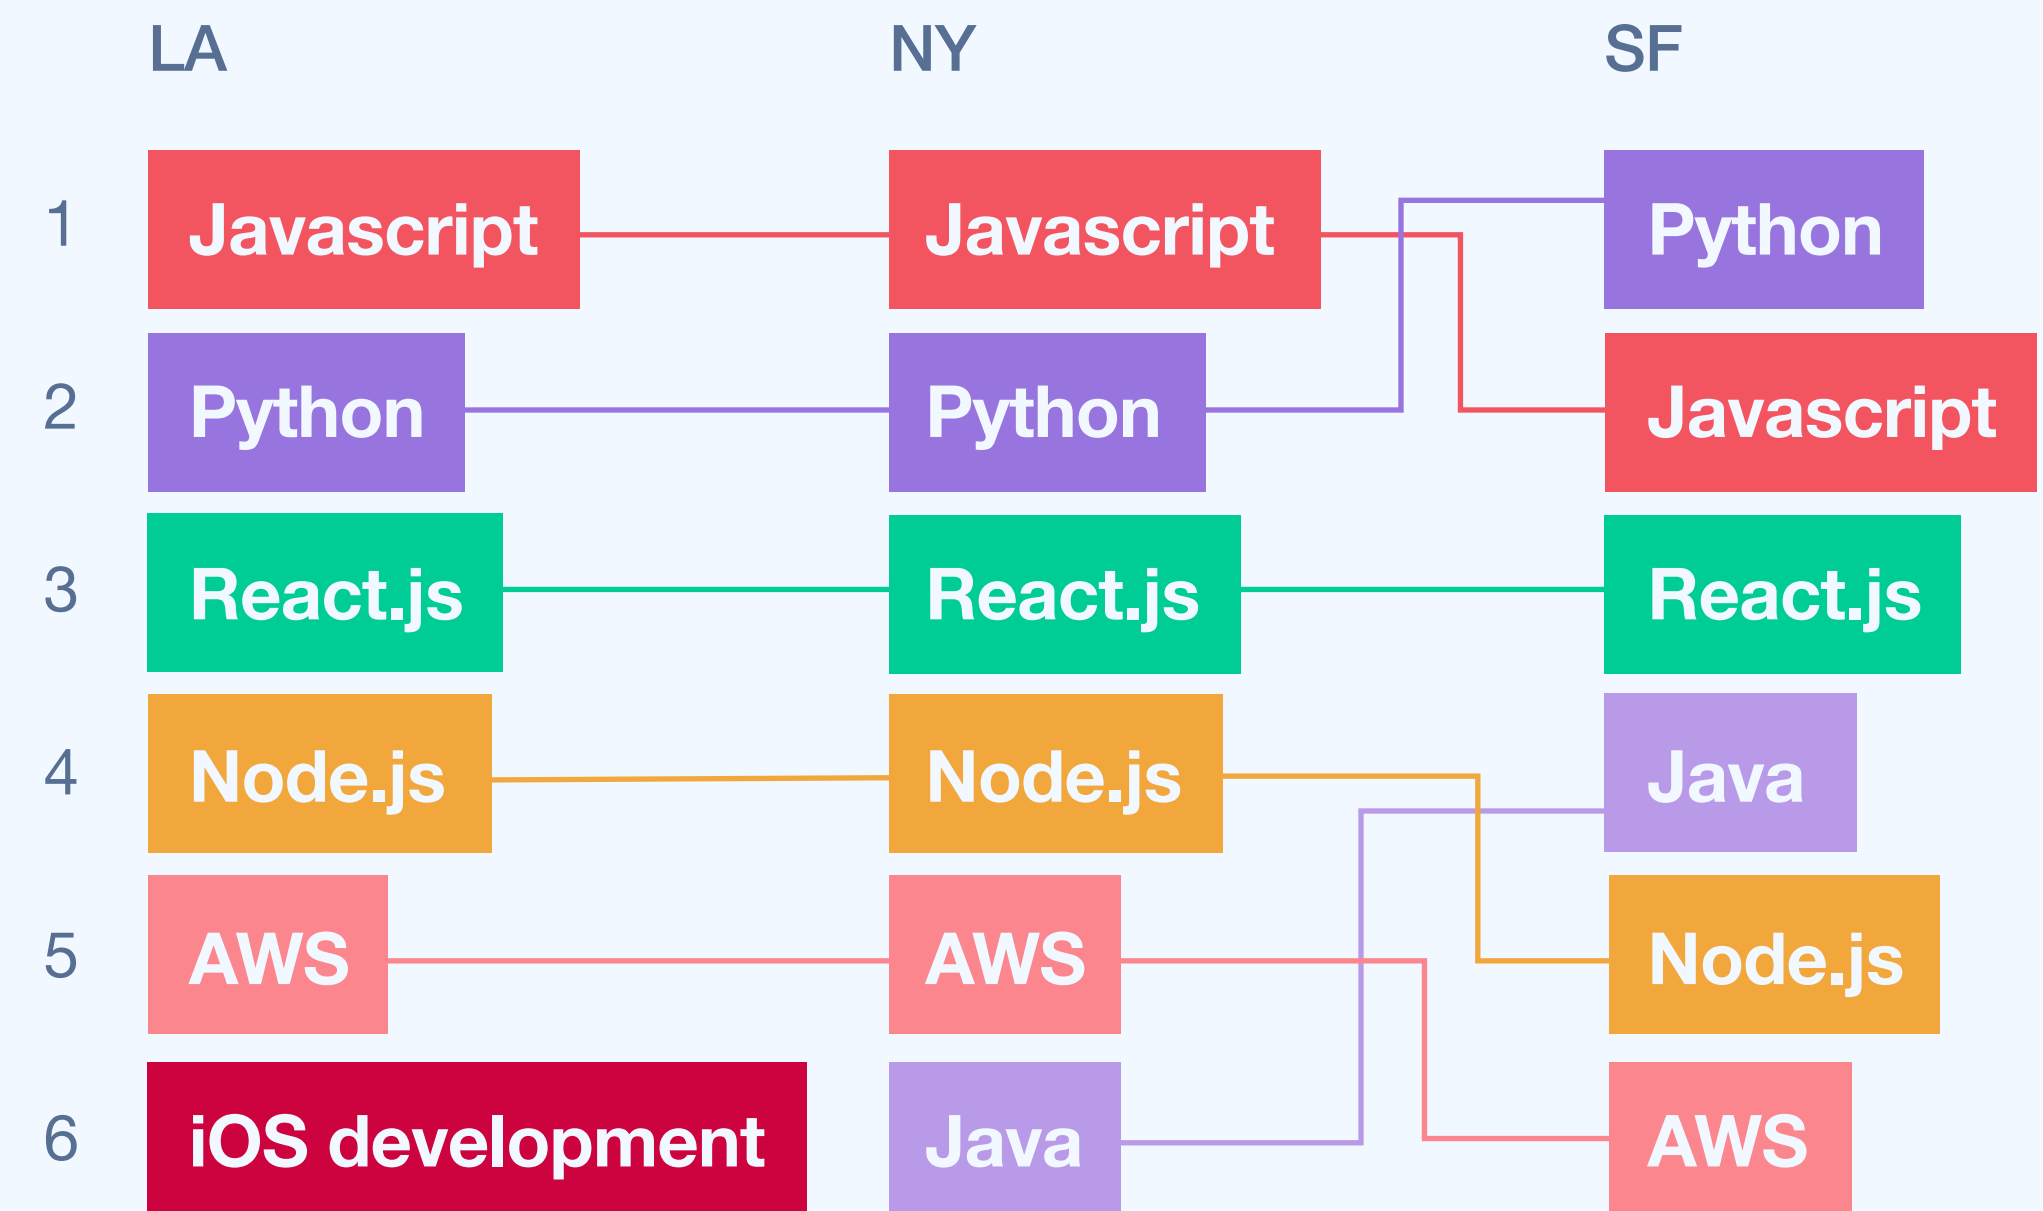 LA NY SF
1 Javascript Javascript Python
2 Python Python Javascript
3 React.js React.js React.js
4 Node.js Node.js Java
5 AWS AWS Node.js
6 iOS development Java AWS